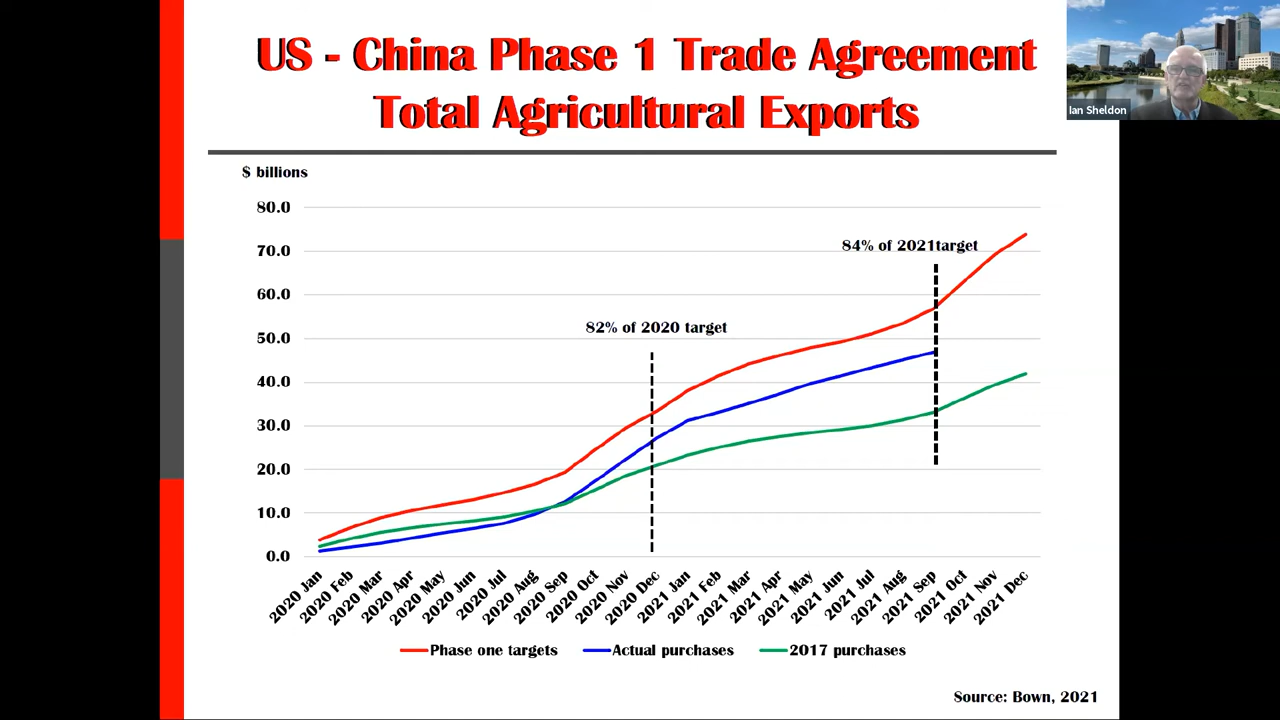 US - China Phase 1 Trade Agreement
Total Agricultural Exports
Ian Sheldon
$ billions
80.0
70.0
60.0
50.0
40.0
30.0
20.0
10.0
0.0
84% of 2021target
82% of 2020 target
2020 Jan
2020 Feb
2020 Mar
2020 Apr
2020 May
2020 Jun
2020 Jul
2020 Aug
2020 Sep
2020 Oct
2020 Nov
2020 Dec
2021 Jan
2021 Feb
2021 Mar
2021 Apr
2021 May
2021 Jun
2021 Jul
2021 Aug
2021 Sep
2021 Oct
2021 Nov
2021 Dec
Phase one targets
Actual purchases
2017 purchases
Source: Bown, 2021